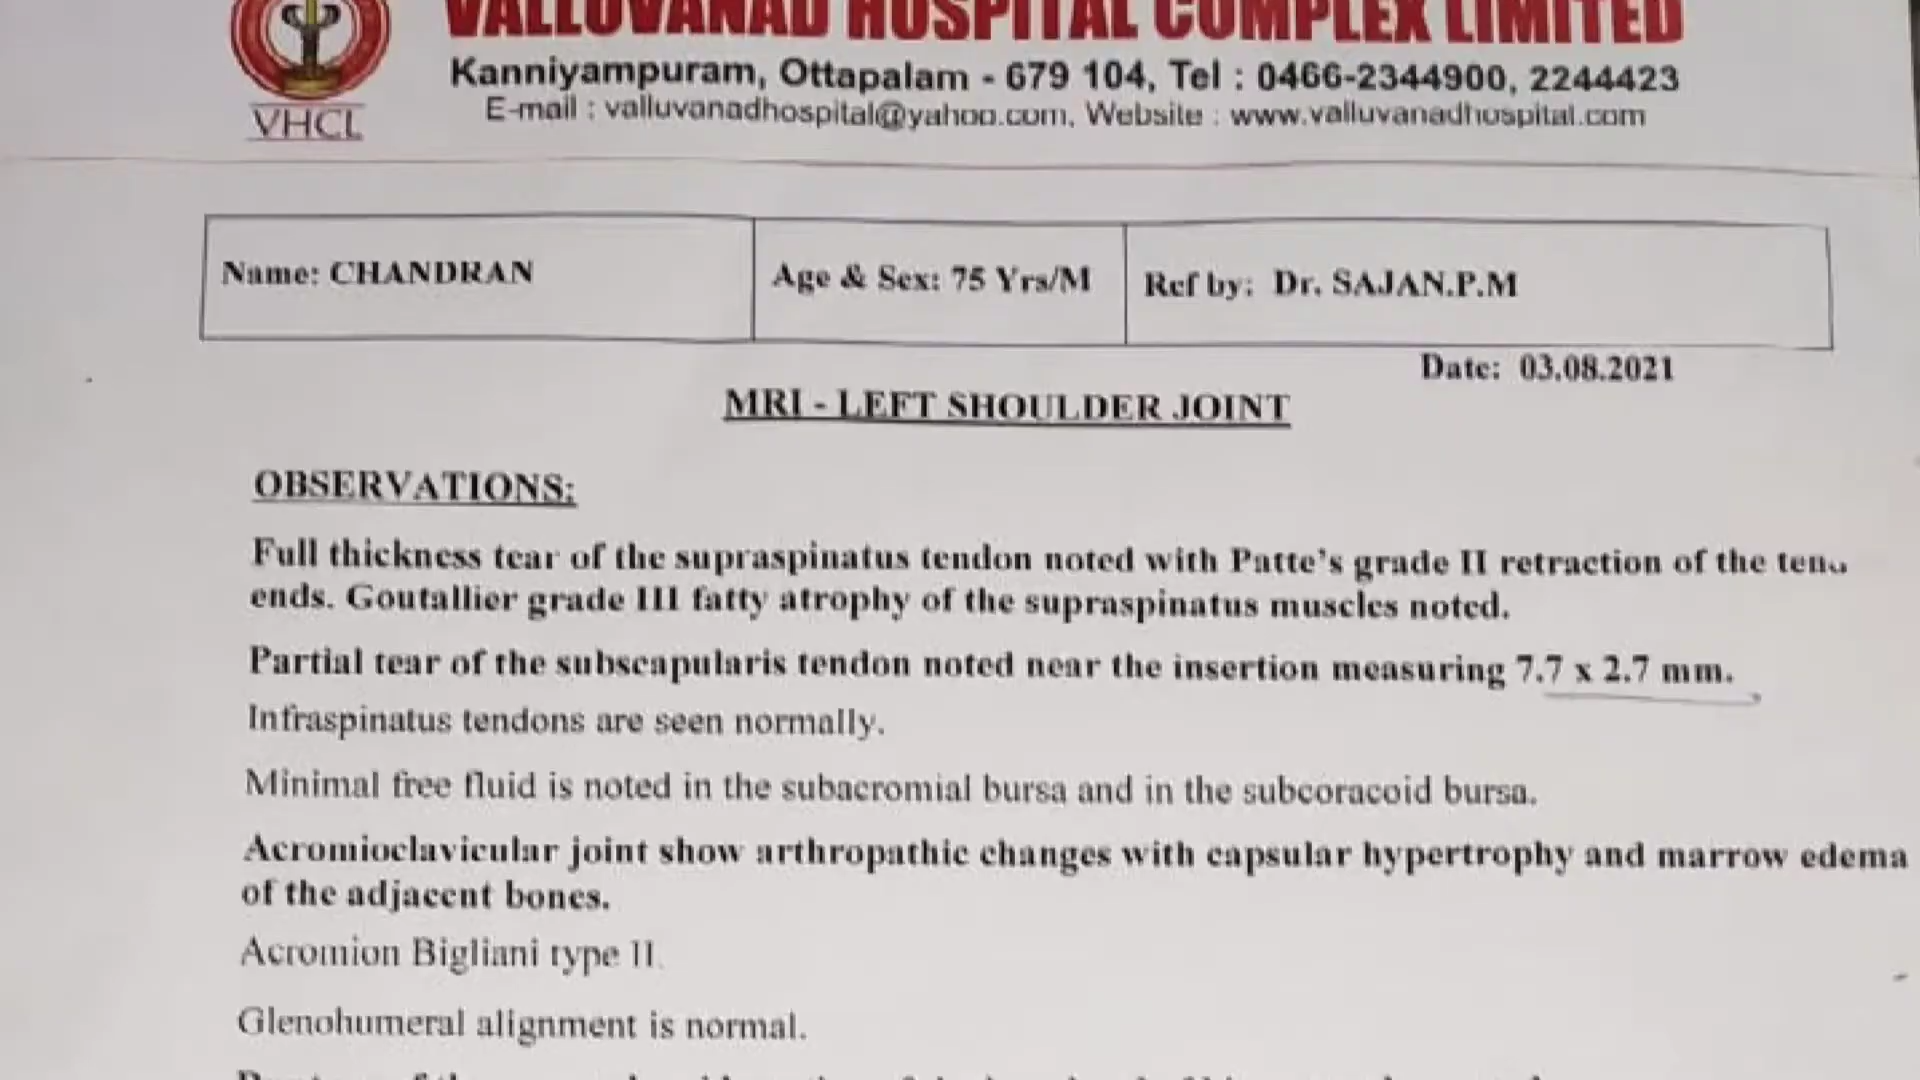 VALLUVANAD HOSPITAL COMPLEX LIMITED
Kanniyampuram, Ottapalam - 679 104, Tel : 0466-2344900, 2244423
E-mail : valluvanadhospital@yahoo.com, Website : www.valluvanadhospital.com
VHCL
Name: CHANDRAN Age & Sex: 75 Yrs/M Ref by: Dr. SAJAN.P.M
Date: 03.08.2021
MRI - LEFT SHOULDER JOINT
OBSERVATIONS:
Full thickness tear of the supraspinatus tendon noted with Patte's grade II retraction of the
ends. Goutallier grade III fatty atrophy of the supraspinatus muscles noted.
Partial tear of the subscapularis tendon noted near the insertion measuring 7.7 x 2.7 mm.
Infraspinatus tendons are seen normally.
Minimal free fluid is noted in the subacromial bursa and in the subcoracoid bursa.
Acromioclavicular joint show arthropathic changes with capsular hypertrophy and marrow edema
of the adjacent bones.
Acromion Bigliani type II.
Glenohumeral alignment is normal.